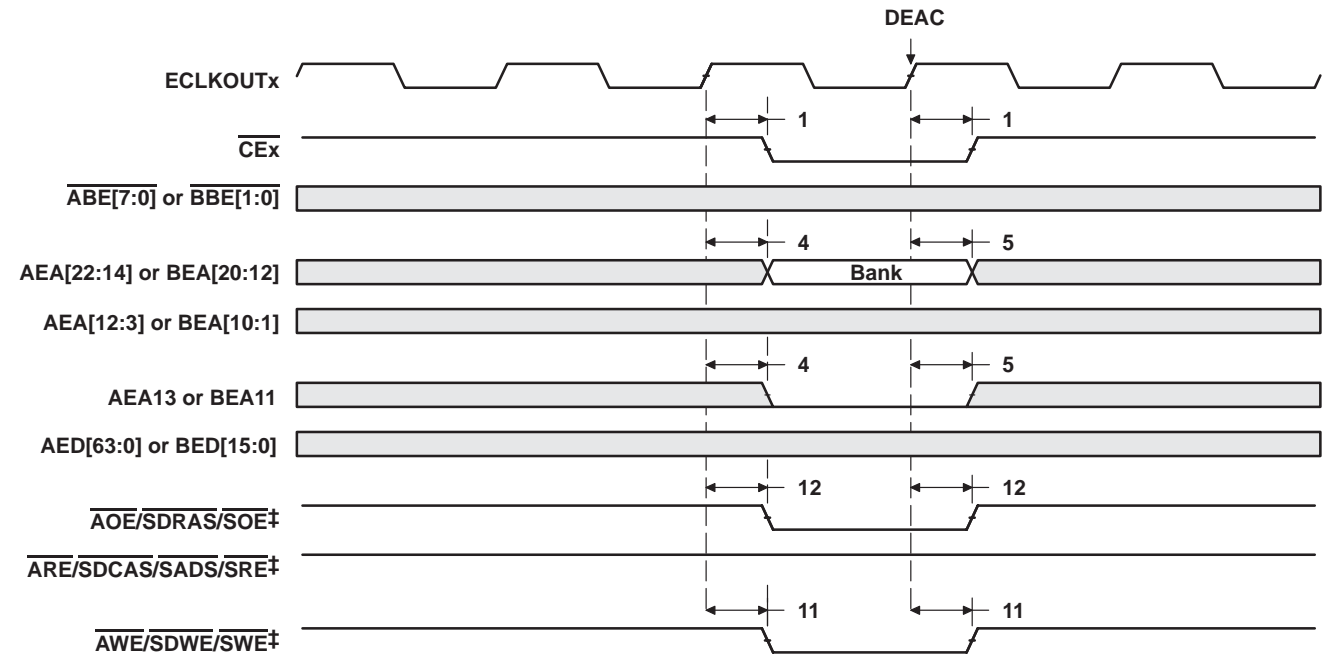 DEAC
ECLKOUTx
1 1
CEx
ABE[7:0] or BBE[1:0]
4 5
AEA[22:14] or BEA[20:12] Bank
AEA[12:3] or BEA[10:1]
4 5
AEA13 or BEA11
AED[63:0] or BED[15:0]
12 12
AOE/SDRAS/SOE‡
ARE/SDCAS/SADS/SRE‡
11 11
AWE/SDWE/SWE‡